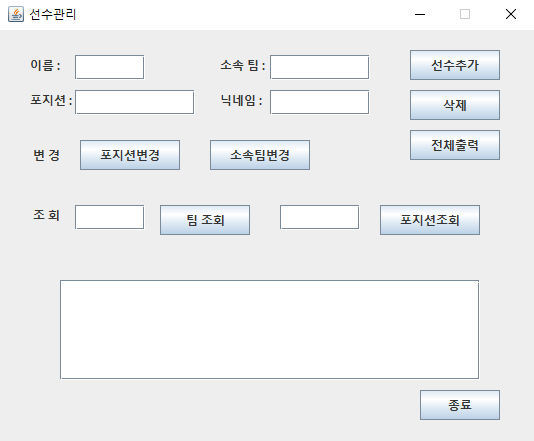 선수관리
이름 : 소속 팀 : 선수추가
포지션 : 닉네임 : 삭제
변 경 포지션변경 소속팀변경 전체출력
조 회 팀 조회 포지션조회
종료